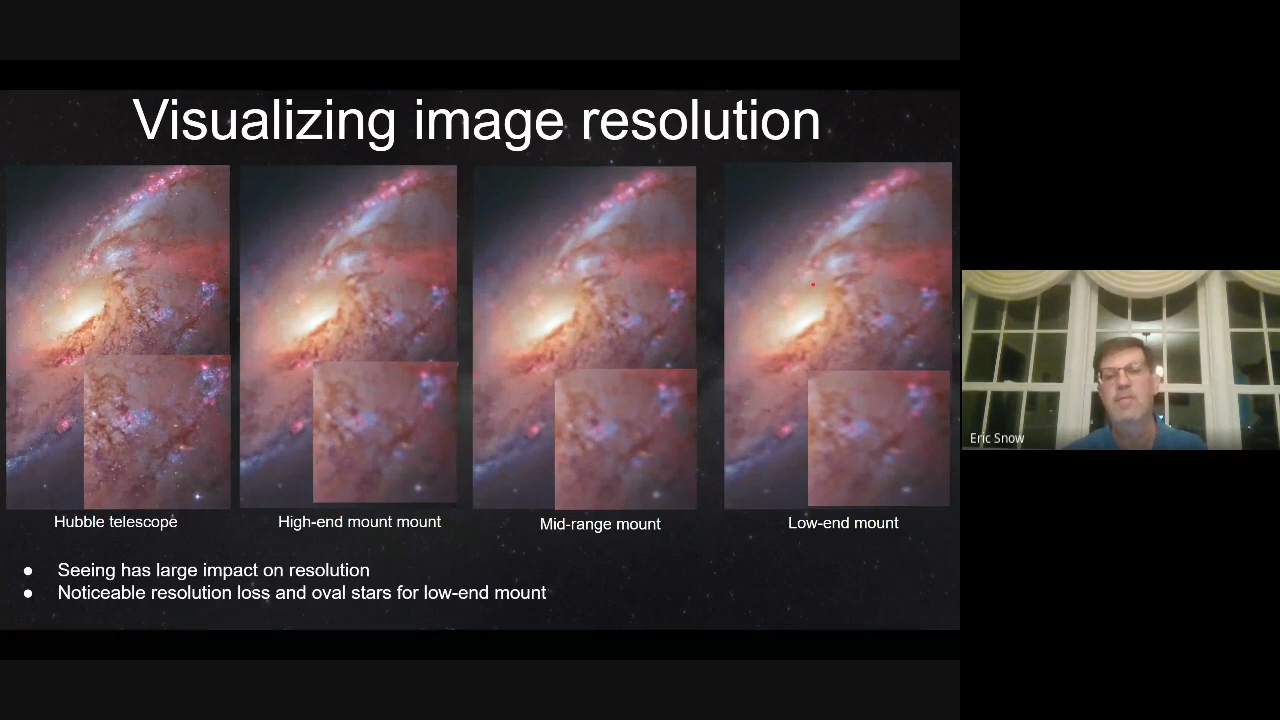 Visualizing image resolution
Hubble telescope
High-end mount mount
Mid-range mount
Low-end mount
● Seeing has large impact on resolution
● Noticeable resolution loss and oval stars for low-end mount
Eric Snow